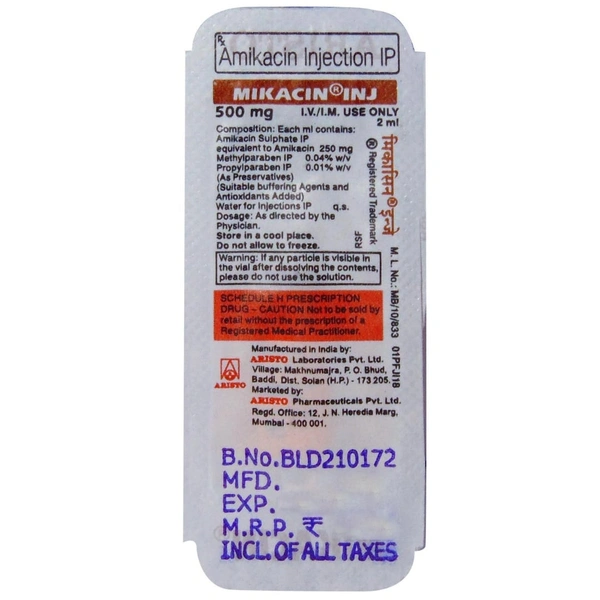 Rx
Amikacin Injection IP
MIKACIN® INJ
500 mg I.V./I.M. USE ONLY
2 ml
Composition: Each ml contains:
Amikacin Sulphate IP
equivalent to Amikacin 250 mg
Methylparaben IP 0.04% w/v
Propylparaben IP 0.01% w/v
(As Preservatives)
(Suitable buffering Agents and
Antioxidants Added)
Water for Injections IP q.s.
Dosage: As directed by the
Physician.
Store in a cool place.
Do not allow to freeze.
RSF
® Registered Trademark
मिकासिन® इन्जे
M. L. No.: MB/10/833 01PFJI18
Warning: If any particle is visible in
the vial after dissolving the contents,
please do not use the solution.
SCHEDULE H PRESCRIPTION
DRUG - CAUTION Not to be sold by
retail without the prescription of a
Registered Medical Practitioner.
ARISTO
Manufactured in India by:
ARISTO Laboratories Pvt. Ltd.
Village: Makhnumajra, P. O. Bhud,
Baddi, Dist. Solan (H.P.) - 173 205.
Marketed by:
ARISTO Pharmaceuticals Pvt. Ltd.
Regd. Office: 12, J. N. Heredia Marg,
Mumbai - 400 001.
B.No.BLD210172
MFD.
EXP.
M.R.P. ₹
INCL.OF ALL TAXES